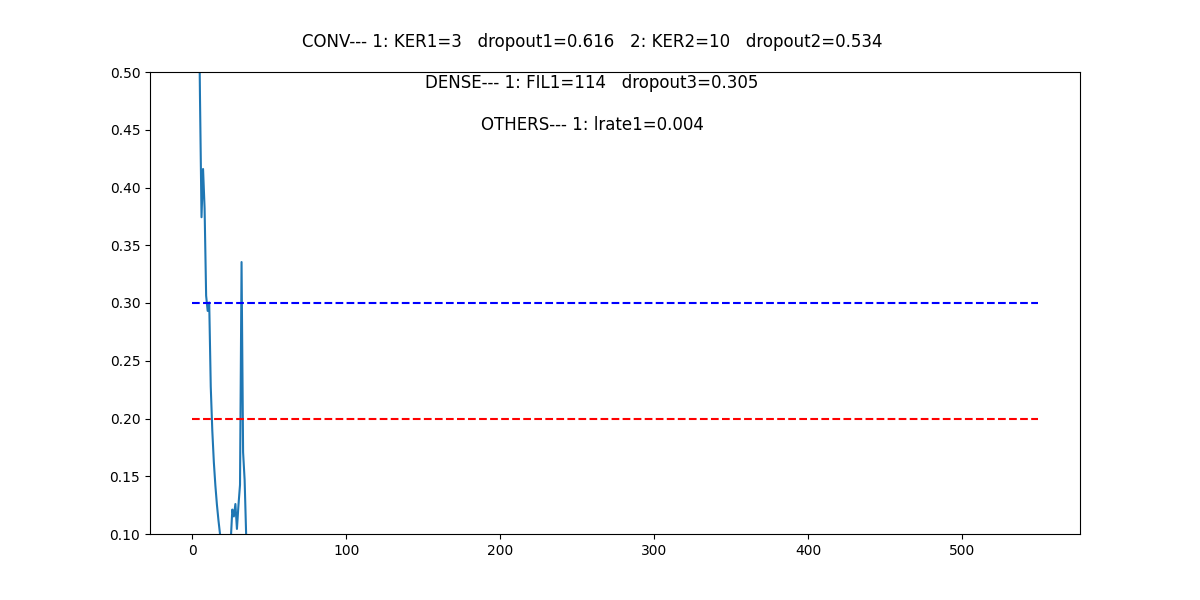 CONV--- 1: KER1=3   dropout1=0.616   2: KER2=10   dropout2=0.534
DENSE--- 1: FIL1=114   dropout3=0.305
OTHERS--- 1: lrate1=0.004
0.50
0.45
0.40
0.35
0.30
0.25
0.20
0.15
0.10
0 100 200 300 400 500